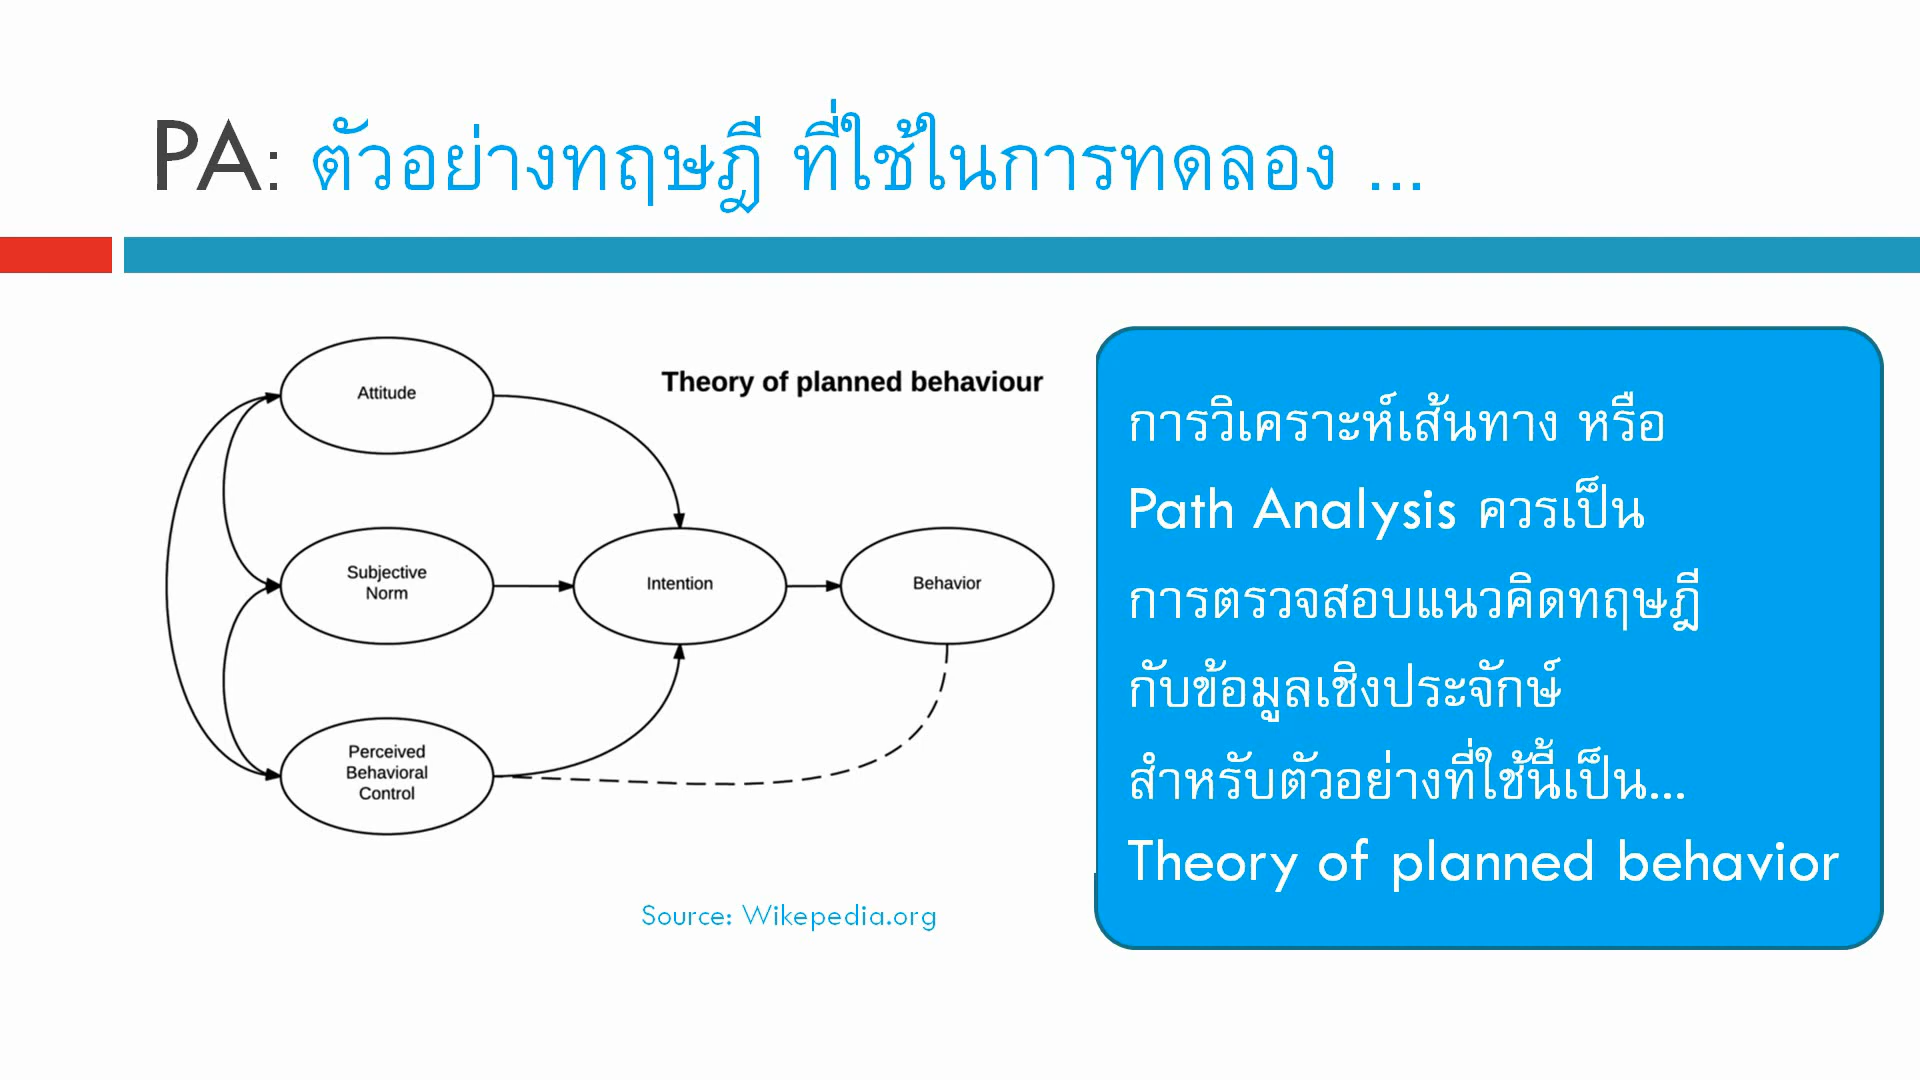 PA: ตัวอย่างทฤษฎี ที่ใช้ในการทดลอง ...
Theory of planned behaviour
Attitude
Subjective
Norm
Intention
Behavior
Perceived
Behavioral
Control
Source: Wikepedia.org
การวิเคราะห์เส้นทาง หรือ
Path Analysis ควรเป็น
การตรวจสอบแนวคิดทฤษฎี
กับข้อมูลเชิงประจักษ์
สำหรับตัวอย่างที่ใช้นี้เป็น...
Theory of planned behavior